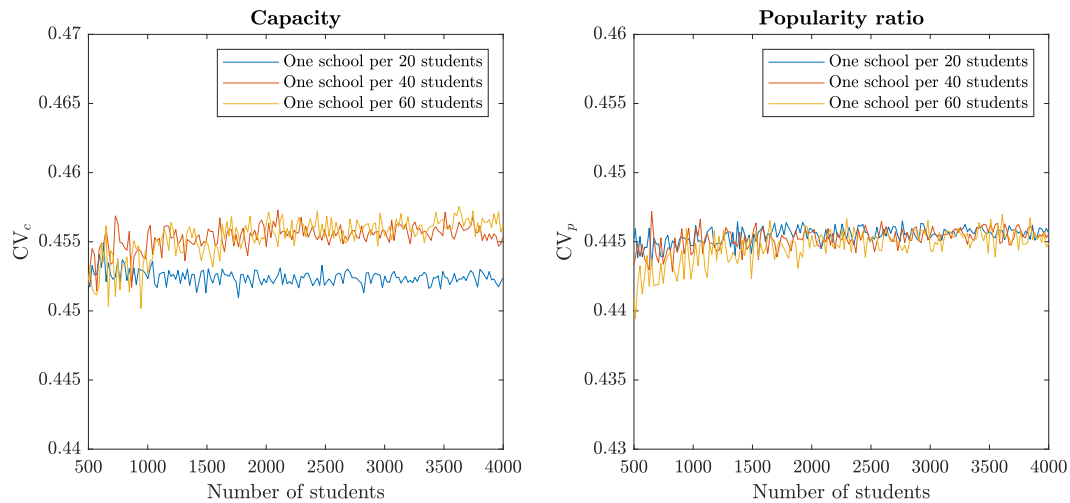 Capacity
0.47
0.465
0.46
0.455
0.45
0.445
0.44
CV_c
One school per 20 students
One school per 40 students
One school per 60 students
500 1000 1500 2000 2500 3000 3500 4000
Number of students
Popularity ratio
0.46
0.455
0.45
0.445
0.44
0.435
0.43
CV_p
One school per 20 students
One school per 40 students
One school per 60 students
500 1000 1500 2000 2500 3000 3500 4000
Number of students